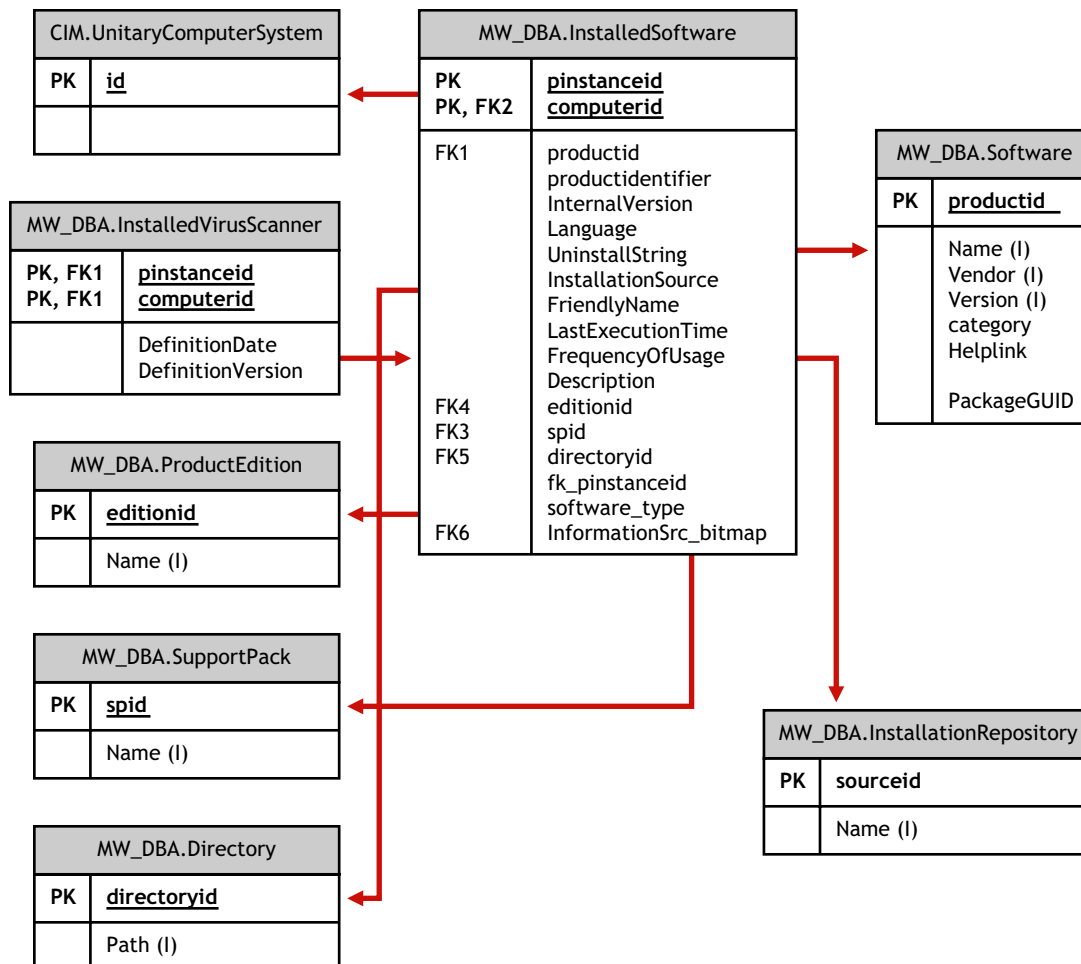 CIM.UnitaryComputerSystem
PK id
MW_DBA.InstalledSoftware
PK pinstanceid
PK, FK2 computerid
FK1 productid
productidentifier
InternalVersion
Language
UninstallString
InstallationSource
FriendlyName
LastExecutionTime
FrequencyOfUsage
Description
FK4 editionid
FK3 spid
FK5 directoryid
fk_pinstanceid
software_type
FK6 InformationSrc_bitmap
MW_DBA.Software
PK productid
Name (I)
Vendor (I)
Version (I)
category
Helplink
PackageGUID
MW_DBA.InstalledVirusScanner
PK, FK1 pinstanceid
PK, FK1 computerid
DefinitionDate
DefinitionVersion
MW_DBA.ProductEdition
PK editionid
Name (I)
MW_DBA.SupportPack
PK spid
Name (I)
MW_DBA.InstallationRepository
PK sourceid
Name (I)
MW_DBA.Directory
PK directoryid
Path (I)